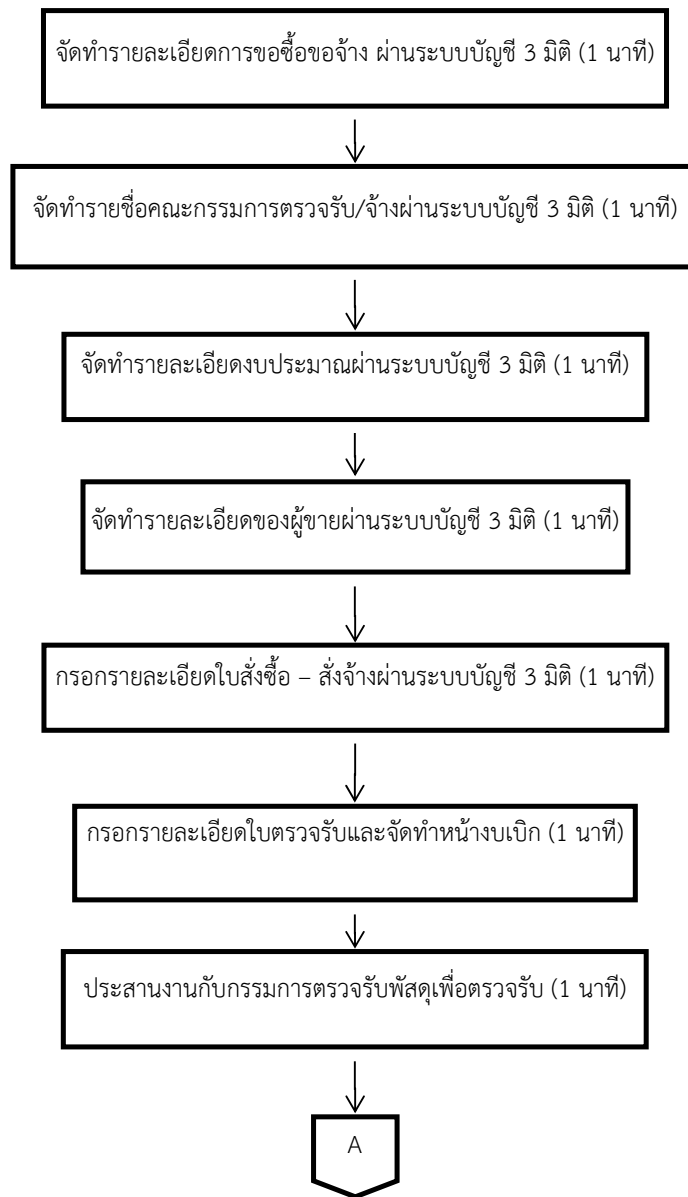 จัดทำรายละเอียดการขอซื้อขอจ้าง ผ่านระบบบัญชี 3 มิติ (1 นาที)
จัดทำรายชื่อคณะกรรมการตรวจรับ/จ้างผ่านระบบบัญชี 3 มิติ (1 นาที)
จัดทำรายละเอียดงบประมาณผ่านระบบบัญชี 3 มิติ (1 นาที)
จัดทำรายละเอียดของผู้ขายผ่านระบบบัญชี 3 มิติ (1 นาที)
กรอกรายละเอียดใบสั่งซื้อ – สั่งจ้างผ่านระบบบัญชี 3 มิติ (1 นาที)
กรอกรายละเอียดใบตรวจรับและจัดทำหน้างบเบิก (1 นาที)
ประสานงานกับกรรมการตรวจรับพัสดุเพื่อตรวจรับ (1 นาที)
A